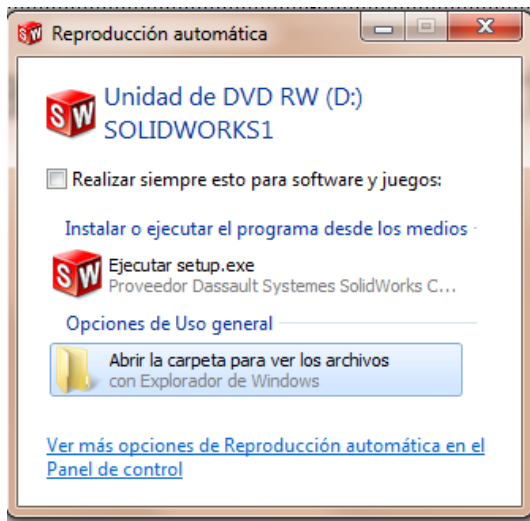 Reproducción automática
Unidad de DVD RW (D:)
SOLIDWORKS1
Realizar siempre esto para software y juegos:
Instalar o ejecutar el programa desde los medios
Ejecutar setup.exe
Proveedor Dassault Systemes SolidWorks C...
Opciones de Uso general
Abrir la carpeta para ver los archivos
con Explorador de Windows
Ver más opciones de Reproducción automática en el
Panel de control